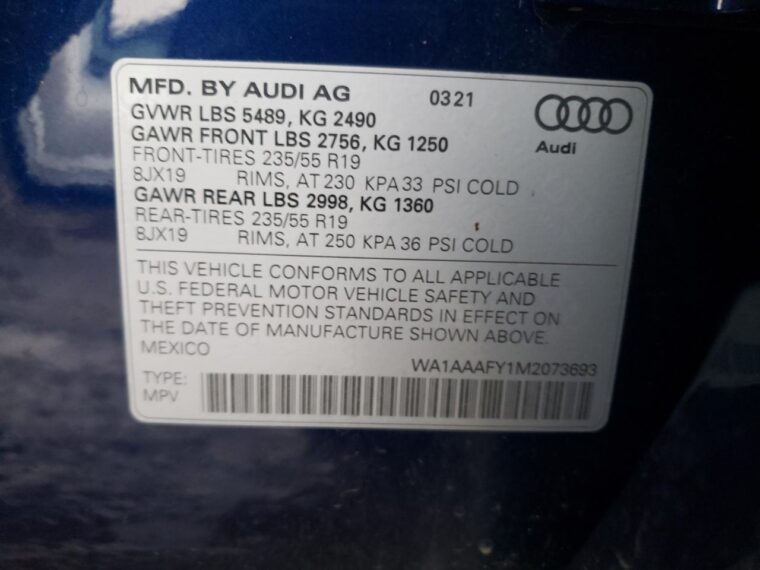 MFD. BY AUDI AG 0321
GVWR LBS 5489, KG 2490
GAWR FRONT LBS 2756, KG 1250
Audi
FRONT-TIRES 235/55 R19
8JX19 RIMS, AT 230 KPA 33 PSI COLD
GAWR REAR LBS 2998, KG 1360
REAR-TIRES 235/55 R19
8JX19 RIMS, AT 250 KPA 36 PSI COLD
THIS VEHICLE CONFORMS TO ALL APPLICABLE
U.S. FEDERAL MOTOR VEHICLE SAFETY AND
THEFT PREVENTION STANDARDS IN EFFECT ON
THE DATE OF MANUFACTURE SHOWN ABOVE.
MEXICO
WA1AAAFY1M2073693
TYPE:
MPV